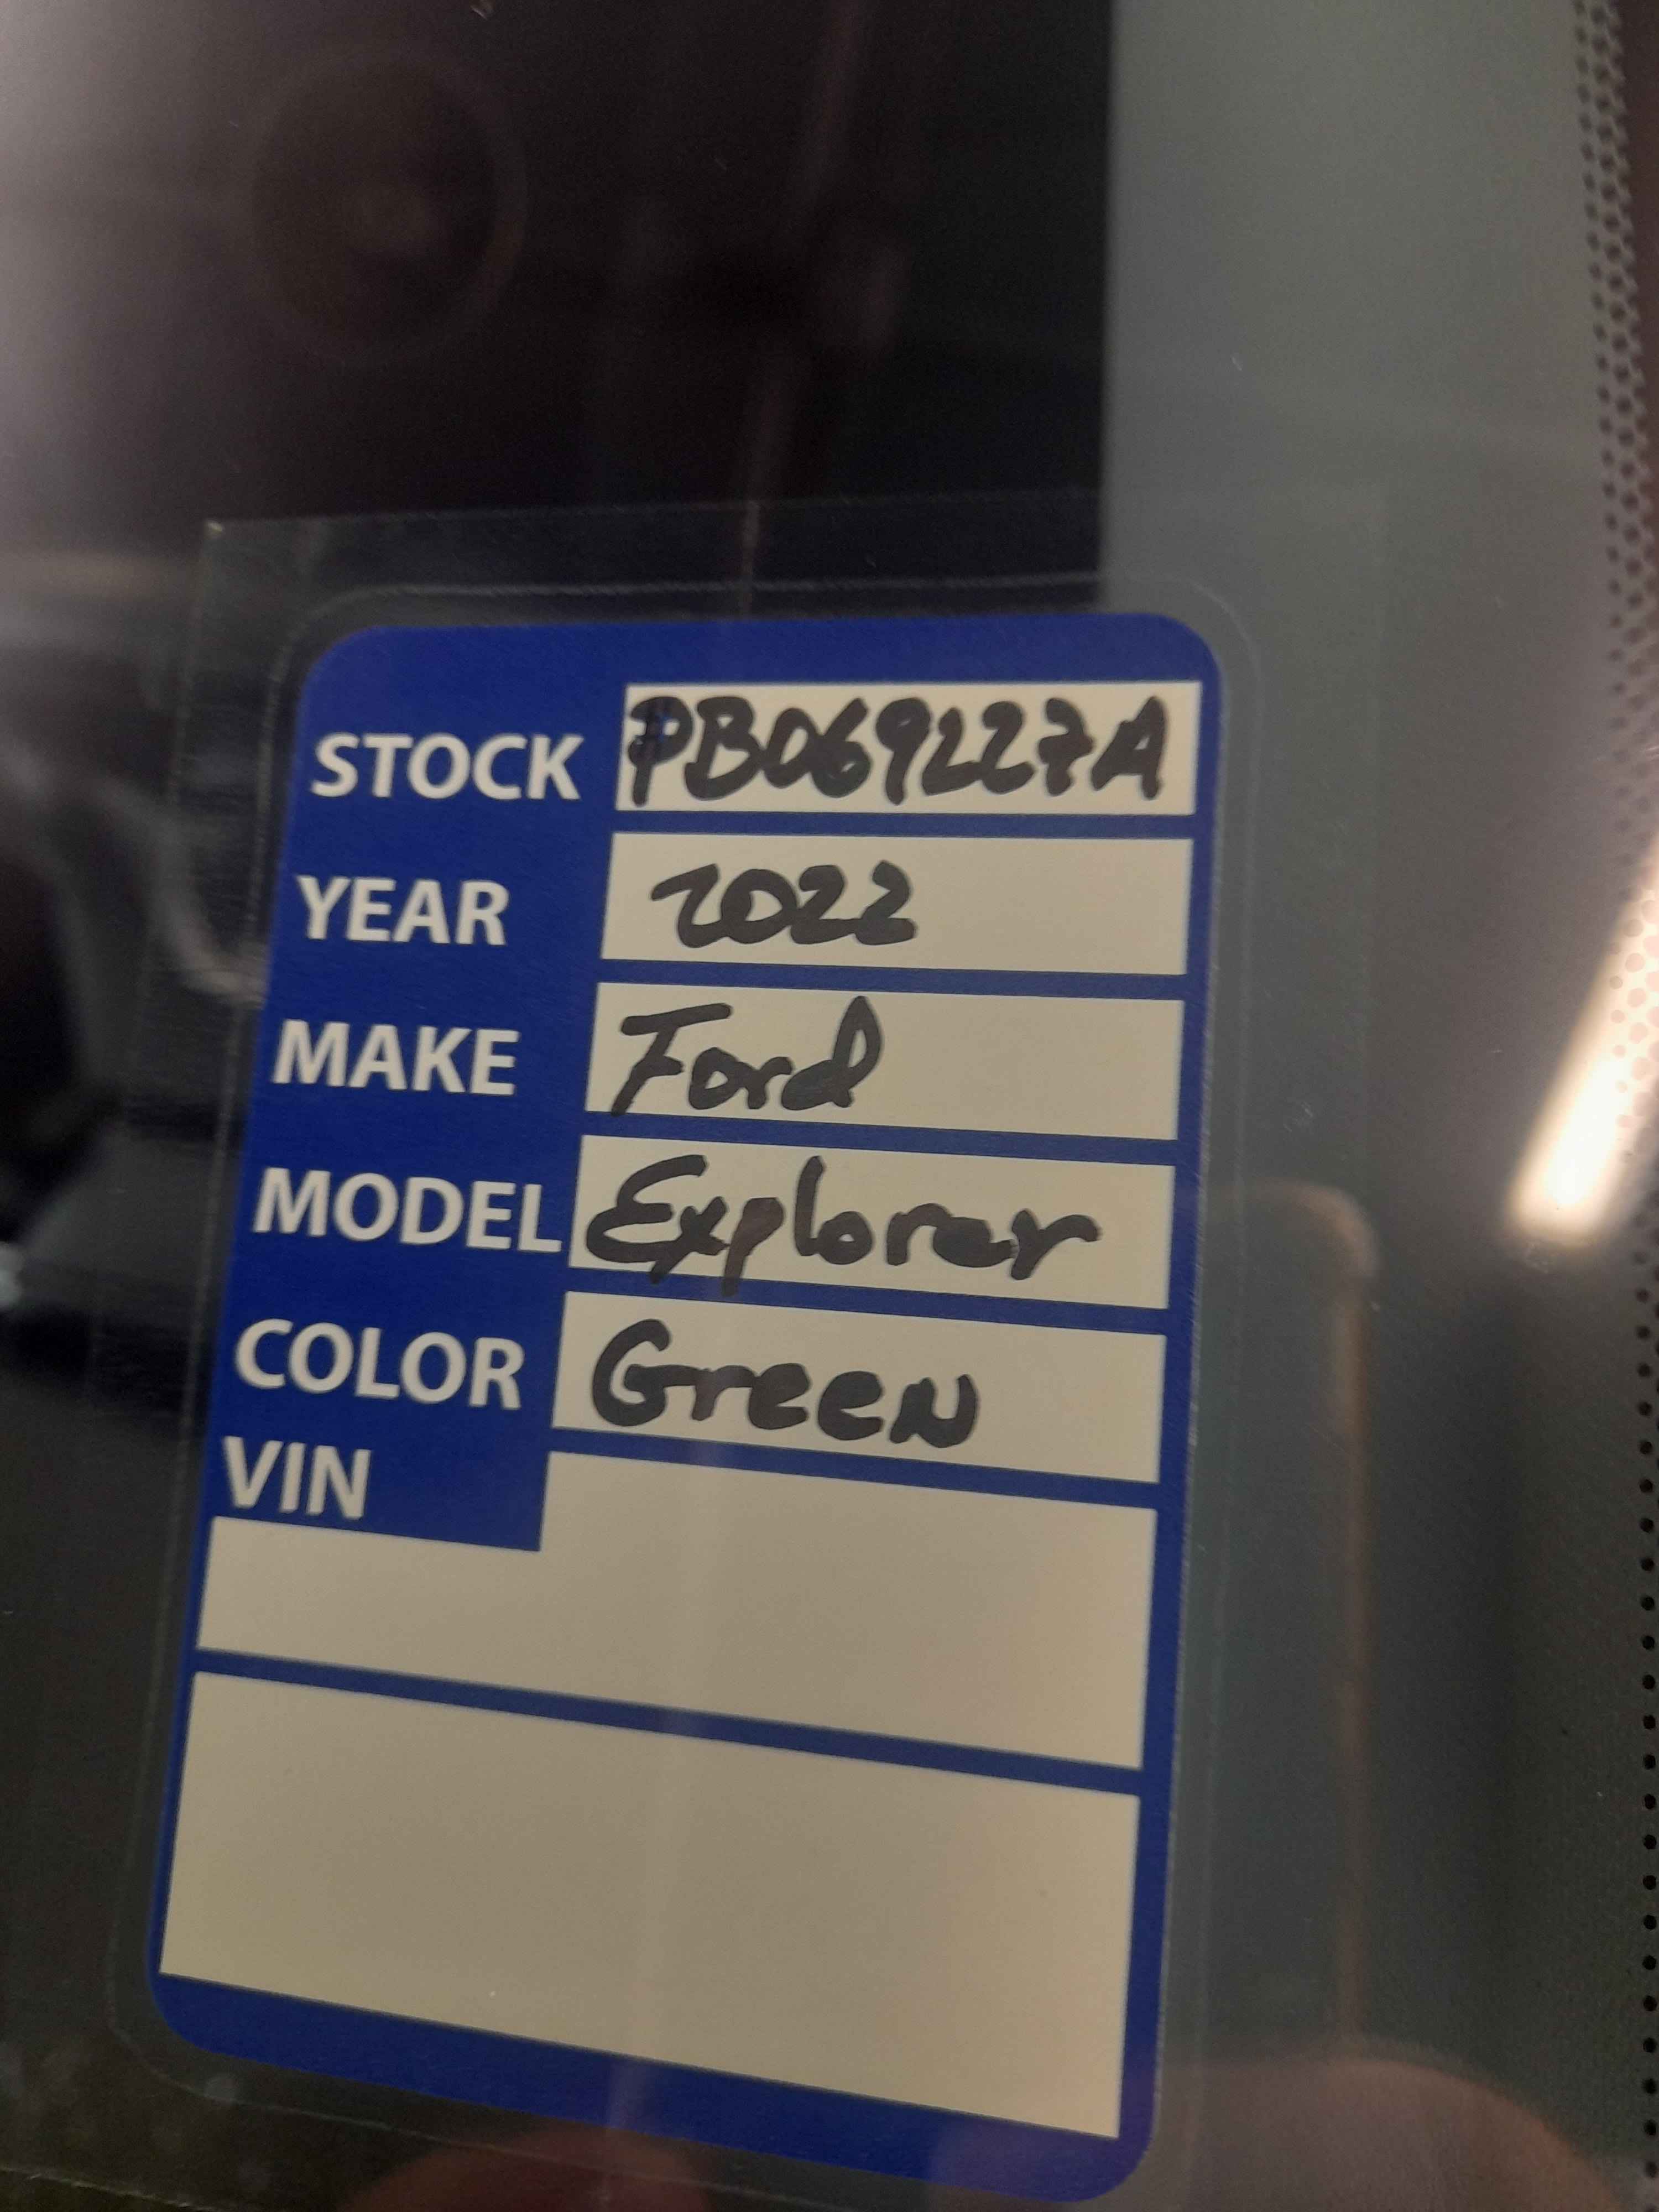 STOCK PB069227A
YEAR 2022
MAKE Ford
MODEL Explorer
COLOR Green
VIN